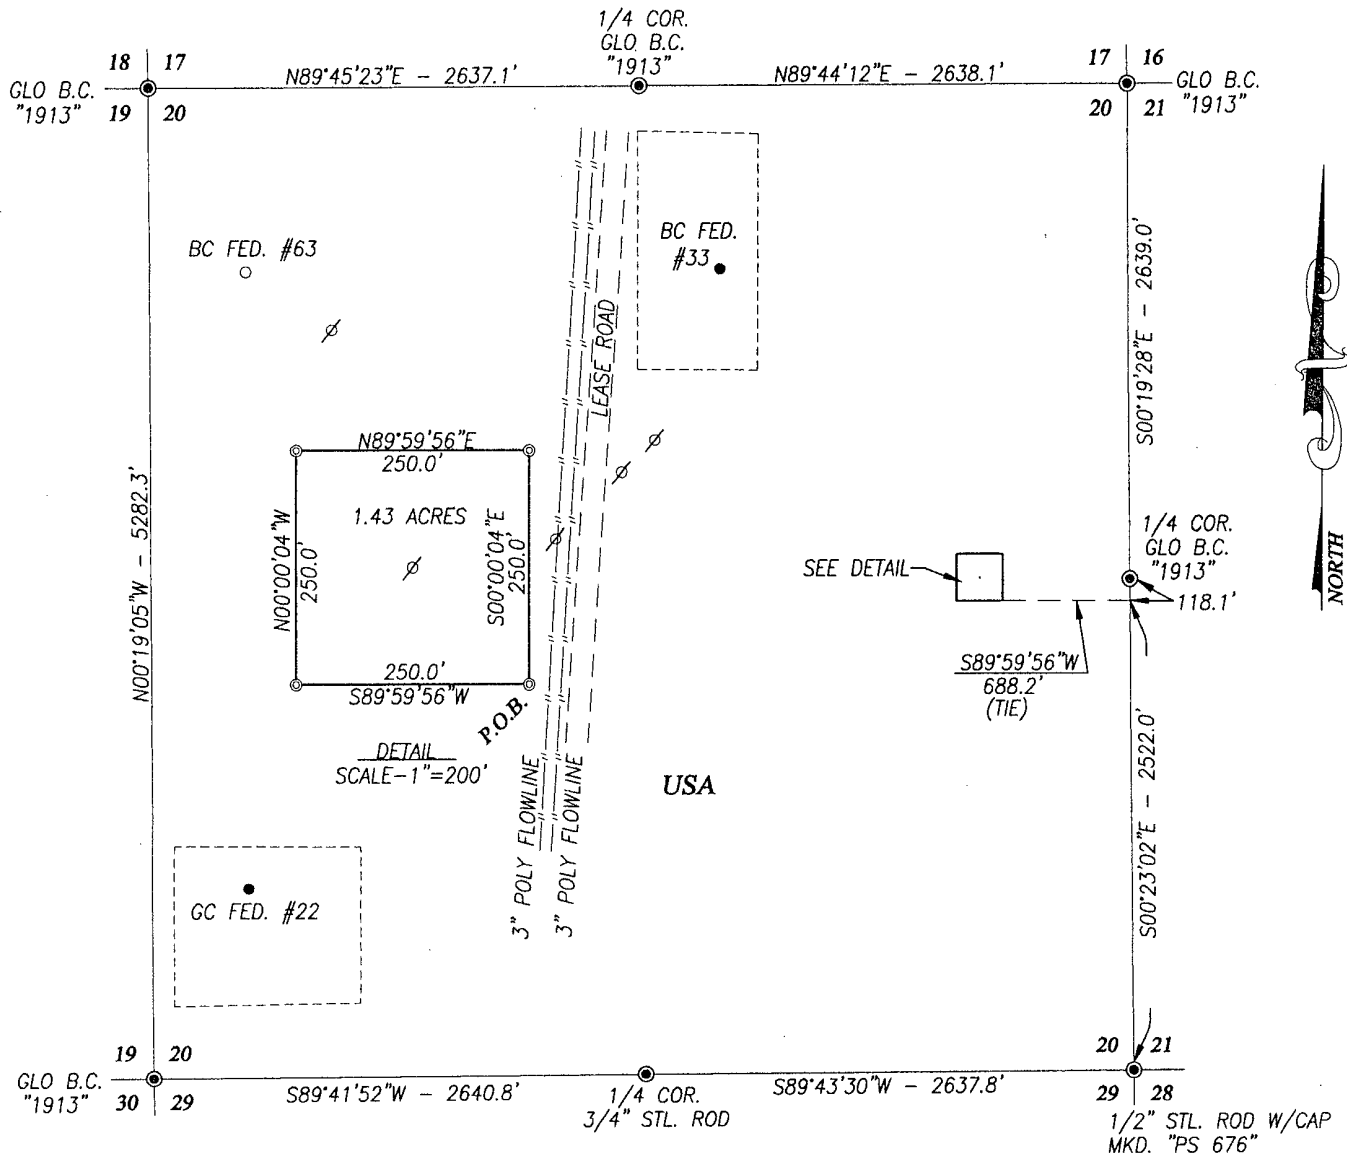 1/4 COR.
GLO B.C.
"1913"
18 17
17 16
N89°45'23"E - 2637.1'
N89°44'12"E - 2638.1'
GLO B.C.
"1913"
19 20
20 21
GLO B.C.
"1913"
BC FED. #63
BC FED.
#33
S00°19'28"E - 2639.0'
LEASE ROAD
N89°59'56"E
250.0'
N00°19'05"W - 5282.3'
N00°00'04"W
250.0'
1.43 ACRES
S00°00'04"E
250.0'
1/4 COR.
GLO B.C.
"1913"
NORTH
SEE DETAIL
118.1'
S89°59'56"W
688.2'
(TIE)
250.0'
S89°59'56"W
P.O.B.
DETAIL
SCALE-1"=200'
3" POLY FLOWLINE
3" POLY FLOWLINE
USA
S00°23'02"E - 2522.0'
GC FED. #22
19 20
20 21
GLO B.C.
"1913"
30 29
S89°41'52"W - 2640.8'
1/4 COR.
3/4" STL. ROD
S89°43'30"W - 2637.8'
29 28
1/2" STL. ROD W/CAP
MKD. "PS 676"